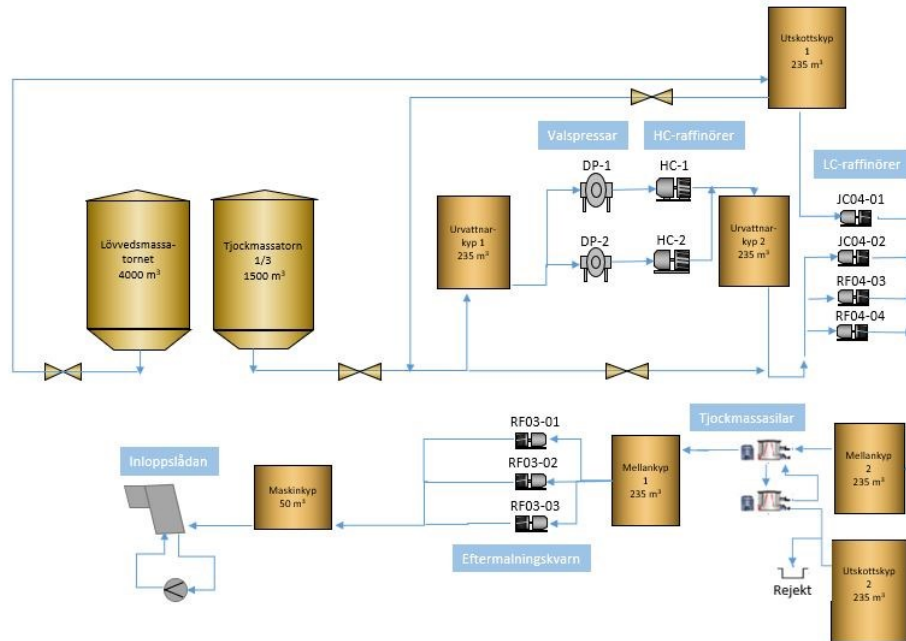 Utskottskyp
1
235 m³
Valspressar
HC-raffinörer
LC-raffinörer
DP-1
HC-1
JC04-01
Lövvedsmassa-
tornet
4000 m³
Tjockmassatorn
1/3
1500 m³
Urvattnar-
kyp 1
235 m³
DP-2
HC-2
Urvattnar-
kyp 2
235 m³
JC04-02
RF04-03
RF04-04
Inloppslådan
Maskinkyp
50 m³
RF03-01
RF03-02
RF03-03
Eftermalningskvarn
Mellankyp
1
235 m³
Tjockmassasilar
Mellankyp
2
235 m³
Rejekt
Utskottskyp
2
235 m³